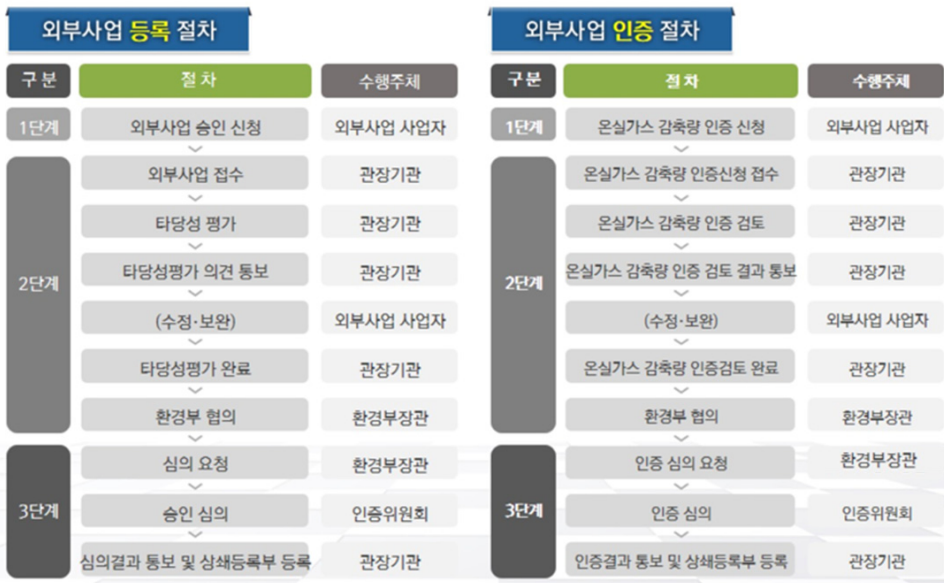 외부사업 등록 절차
구분 절차 수행주체
1단계 외부사업 승인 신청 외부사업 사업자
2단계
외부사업 접수 관장기관
타당성 평가 관장기관
타당성평가 의견 통보 관장기관
(수정·보완) 외부사업 사업자
타당성평가 완료 관장기관
환경부 협의 환경부장관
3단계
심의 요청 환경부장관
승인 심의 인증위원회
심의결과 통보 및 상쇄등록부 등록 관장기관
외부사업 인증 절차
구분 절차 수행주체
1단계 온실가스 감축량 인증 신청 외부사업 사업자
2단계
온실가스 감축량 인증신청 접수 관장기관
온실가스 감축량 인증 검토 관장기관
온실가스 감축량 인증 검토 결과 통보 관장기관
(수정·보완) 외부사업 사업자
온실가스 감축량 인증검토 완료 관장기관
환경부 협의 환경부장관
3단계
인증 심의 요청 환경부장관
인증 심의 인증위원회
인증결과 통보 및 상쇄등록부 등록 관장기관